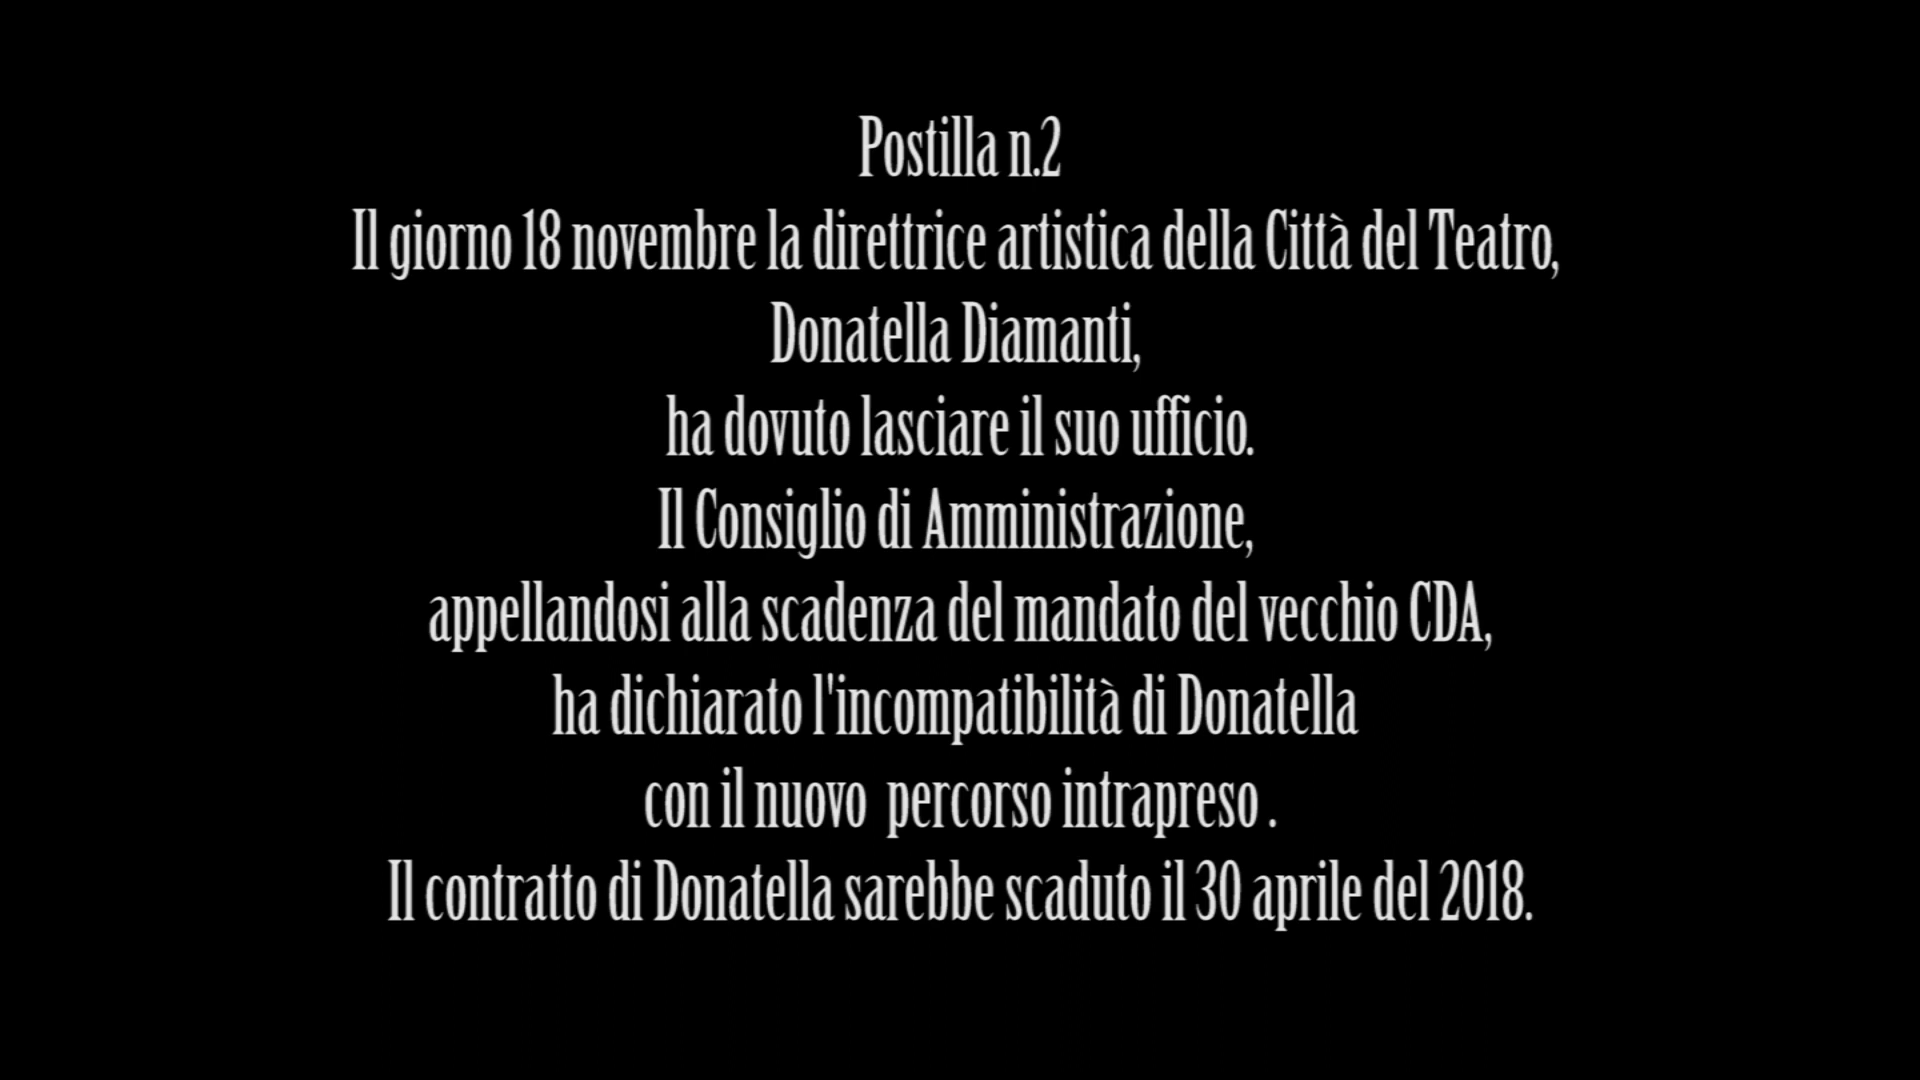 Postilla n.2
Il giorno 18 novembre la direttrice artistica della Città del Teatro,
Donatella Diamanti,
ha dovuto lasciare il suo ufficio.
Il Consiglio di Amministrazione,
appellandosi alla scadenza del mandato del vecchio CDA,
ha dichiarato l'incompatibilità di Donatella
con il nuovo  percorso intrapreso .
Il contratto di Donatella sarebbe scaduto il 30 aprile del 2018.